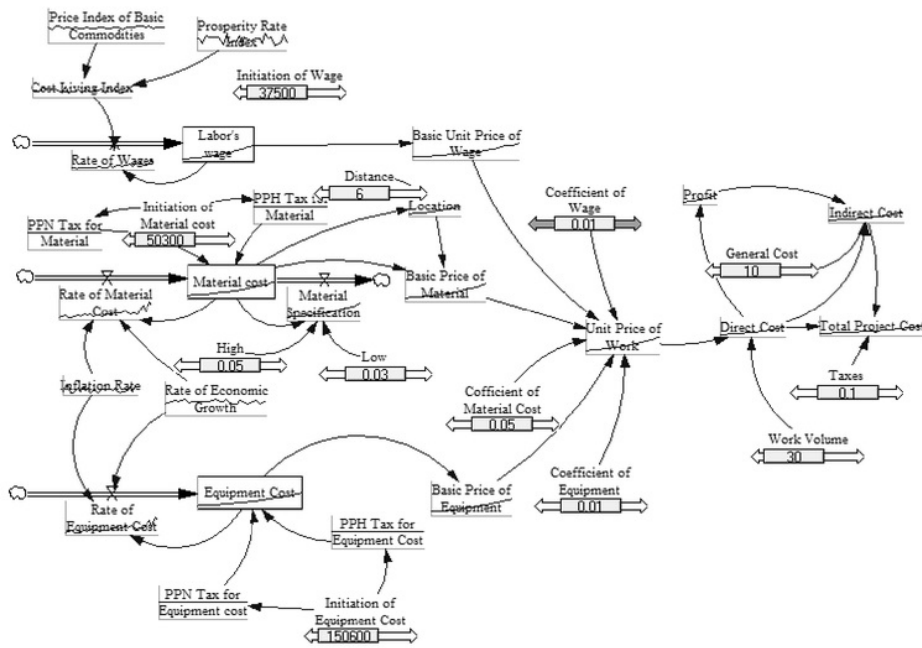 Price Index of Basic
Commodities
Prosperity Rate
Index
Cost Living Index
Initiation of Wage
37500
Labor's
wage
Rate of Wages
Basic Unit Price of
Wage
Distance
6
PPH Tax for
Material
Initiation of
Material cost
50300
PPN Tax for
Material
Location
Coefficient of
Wage
0.01
Profit
Indirect Cost
General Cost
10
Material cost
Rate of Material
Cost
Material
Specification
Basic Price of
Material
Unit Price of
Work
Direct Cost
Total Project Cost
High
0.05
Low
0.03
Inflation Rate
Rate of Economic
Growth
Cofficient of
Material Cost
0.05
Taxes
0.1
Work Volume
30
Equipment Cost
Rate of
Equipment Cost
Basic Price of
Equipment
Coefficient of
Equipment
0.01
PPH Tax for
Equipment Cost
PPN Tax for
Equipment cost
Initiation of
Equipment Cost
150600